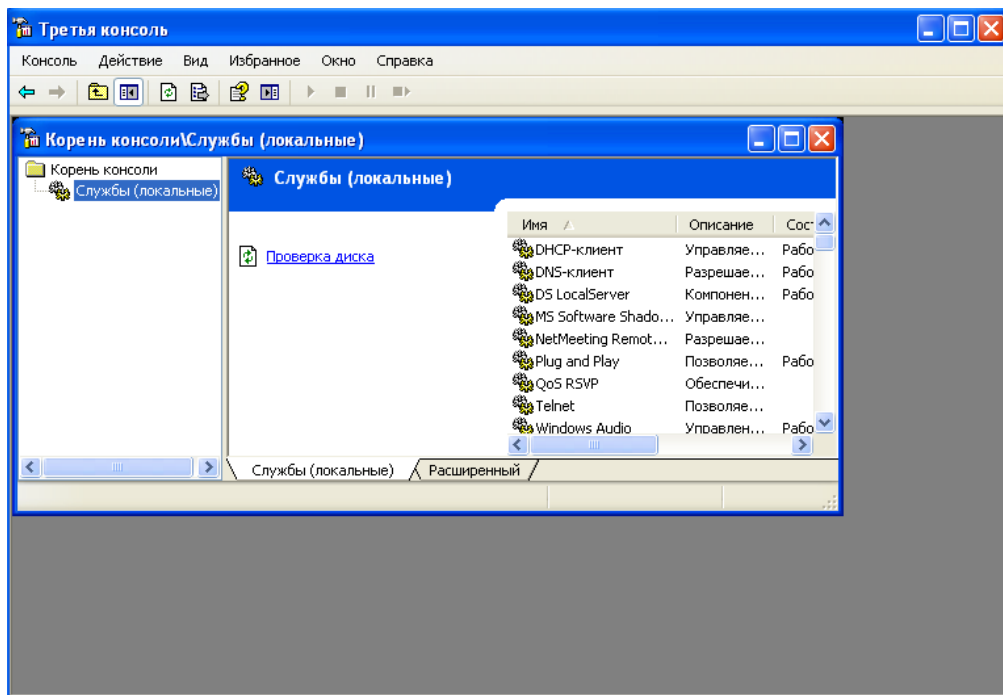 Третья консоль
Консоль Действие Вид Избранное Окно Справка
Корень консоли\Службы (локальные)
Корень консоли
Службы (локальные)
Службы (локальные)
Проверка диска
Имя Описание Сос
DHCP-клиент Управляе... Рабо
DNS-клиент Разрешае... Рабо
DS LocalServer Компонен... Рабо
MS Software Shado... Управляе...
NetMeeting Remot... Разрешае...
Plug and Play Позволяе... Рабо
QoS RSVP Обеспечи...
Telnet Позволяе...
Windows Audio Управлен... Рабо
Службы (локальные) Расширенный